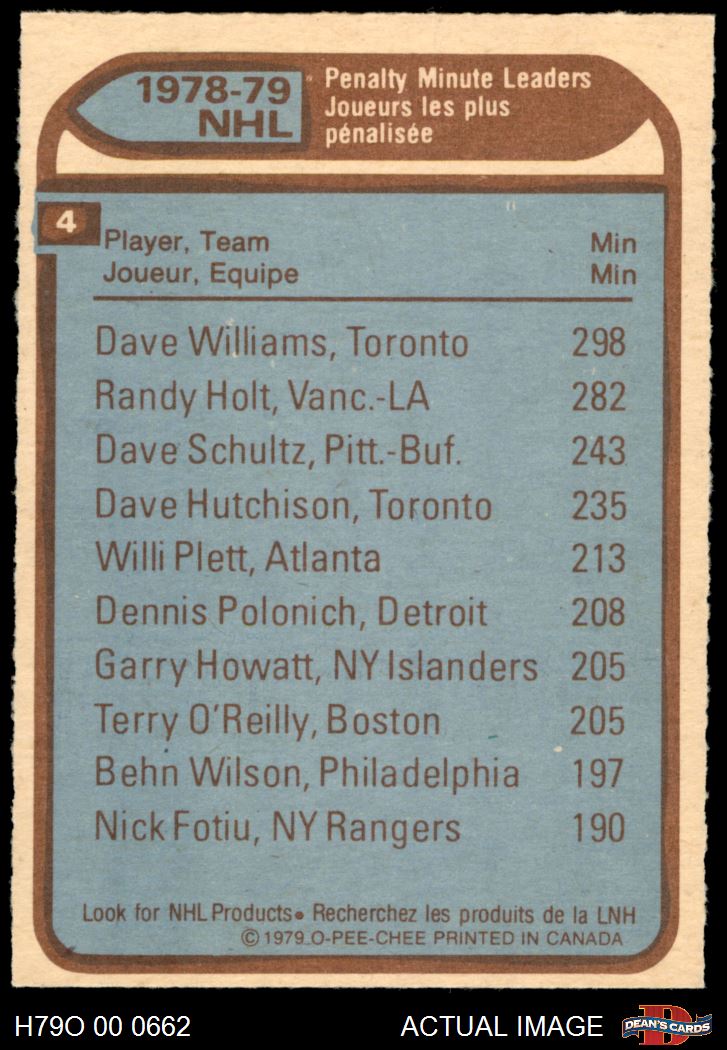 1978-79
NHL
Penalty Minute Leaders
Joueurs les plus
pénalisée
4
Player, Team Min
Joueur, Equipe Min
Dave Williams, Toronto 298
Randy Holt, Vanc.-LA 282
Dave Schultz, Pitt.-Buf. 243
Dave Hutchison, Toronto 235
Willi Plett, Atlanta 213
Dennis Polonich, Detroit 208
Garry Howatt, NY Islanders 205
Terry O'Reilly, Boston 205
Behn Wilson, Philadelphia 197
Nick Fotiu, NY Rangers 190
Look for NHL Products• Recherchez les produits de la LNH
© 1979 O-PEE-CHEE PRINTED IN CANADA
H79O 00 0662 ACTUAL IMAGE
D
DEAN'S CARDS